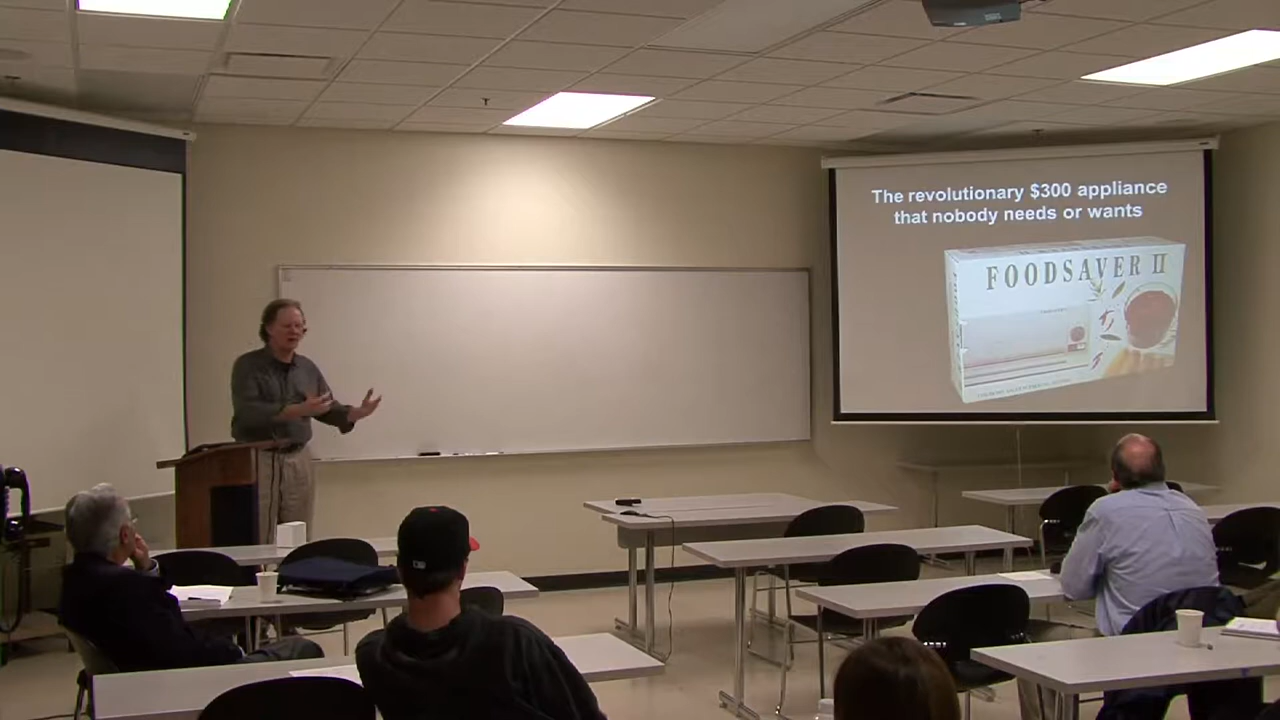 The revolutionary $300 appliance
that nobody needs or wants
FOODSAVER II